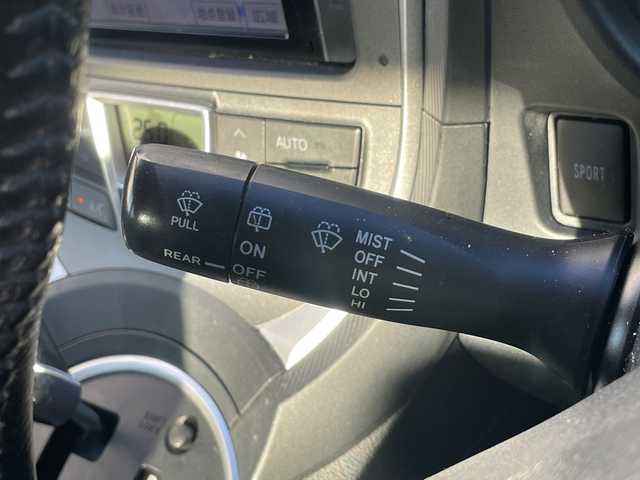 AUTO
SPORT
PULL
REAR
ON
OFF
MIST
OFF
INT
LO
HI